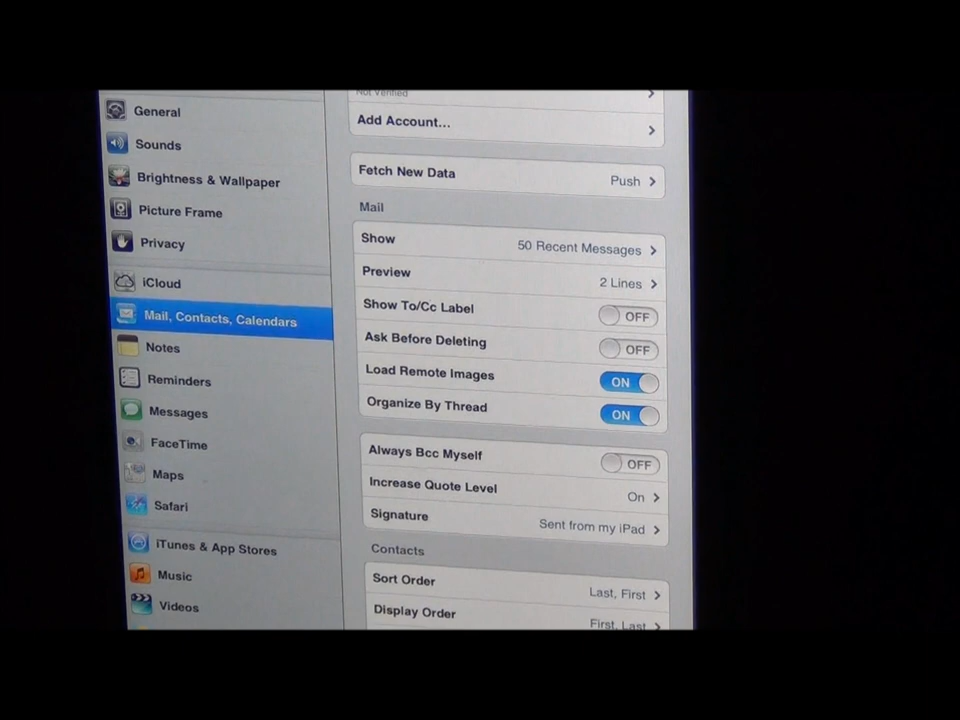 General
Sounds
Brightness & Wallpaper
Picture Frame
Privacy
iCloud
Mail, Contacts, Calendars
Notes
Reminders
Messages
FaceTime
Maps
Safari
iTunes & App Stores
Music
Videos
Not Verified
Add Account...
Fetch New Data Push
Mail
Show 50 Recent Messages
Preview 2 Lines
Show To/Cc Label OFF
Ask Before Deleting OFF
Load Remote Images ON
Organize By Thread ON
Always Bcc Myself OFF
Increase Quote Level On
Signature Sent from my iPad
Contacts
Sort Order Last, First
Display Order First, Last